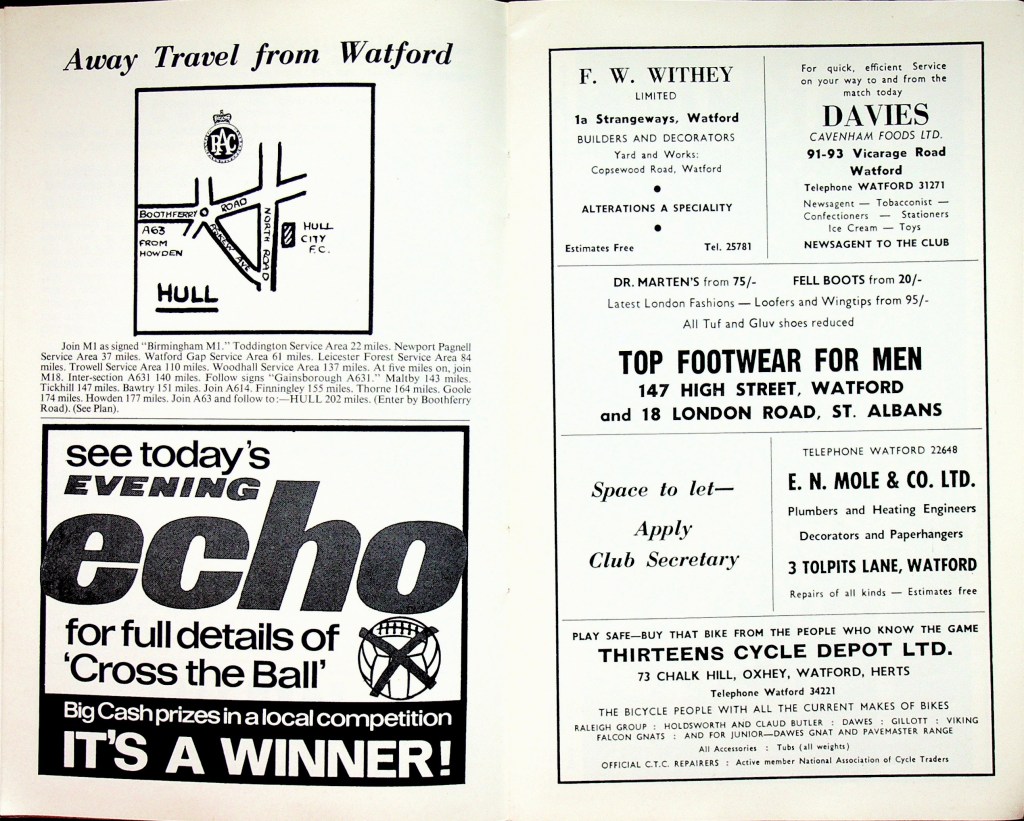 Away Travel from Watford
RAC
BOOTHFERRY
ROAD
A63
FROM
HOWDEN
NORTH ROAD
HULL
CITY
F.C.
HULL
Join M1 as signed "Birmingham M1." Toddington Service Area 22 miles. Newport Pagnell
Service Area 37 miles. Watford Gap Service Area 61 miles. Leicester Forest Service Area 84
miles. Trowell Service Area 110 miles. Woodhall Service Area 137 miles. At five miles on, join
M18. Inter-section A631 140 miles. Follow signs "Gainsborough A631." Maltby 143 miles.
Tickhill 147 miles. Bawtry 151 miles. Join A614. Finningley 155 miles. Thorne 164 miles. Goole
174 miles. Howden 177 miles. Join A63 and follow to:—HULL 202 miles. (Enter by Boothferry
Road). (See Plan).
see today's
EVENING
echo
for full details of
'Cross the Ball'
Big Cash prizes in a local competition
IT'S A WINNER!
F. W. WITHEY
LIMITED
1a Strangeways, Watford
BUILDERS AND DECORATORS
Yard and Works:
Copsewood Road, Watford
ALTERATIONS A SPECIALITY
Estimates Free Tel. 25781
For quick, efficient Service
on your way to and from the
match today
DAVIES
CAVENHAM FOODS LTD.
91-93 Vicarage Road
Watford
Telephone WATFORD 31271
Newsagent — Tobacconist —
Confectioners — Stationers
Ice Cream — Toys
NEWSAGENT TO THE CLUB
DR. MARTEN'S from 75/- FELL BOOTS from 20/-
Latest London Fashions — Loafers and Wingtips from 95/-
All Tuf and Gluv shoes reduced
TOP FOOTWEAR FOR MEN
147 HIGH STREET, WATFORD
and 18 LONDON ROAD, ST. ALBANS
Space to let—
Apply
Club Secretary
TELEPHONE WATFORD 22648
E. N. MOLE & CO. LTD.
Plumbers and Heating Engineers
Decorators and Paperhangers
3 TOLPITS LANE, WATFORD
Repairs of all kinds — Estimates free
PLAY SAFE—BUY THAT BIKE FROM THE PEOPLE WHO KNOW THE GAME
THIRTEENS CYCLE DEPOT LTD.
73 CHALK HILL, OXHEY, WATFORD, HERTS
Telephone Watford 34221
THE BICYCLE PEOPLE WITH ALL THE CURRENT MAKES OF BIKES
RALEIGH GROUP : HOLDSWORTH AND CLAUD BUTLER : DAWES : GILLOTT : VIKING
FALCON GNATS : AND FOR JUNIOR—DAWES GNAT AND PAVEMASTER RANGE
All Accessories : Tubs (all weights)
OFFICIAL C.T.C. REPAIRERS : Active member National Association of Cycle Traders